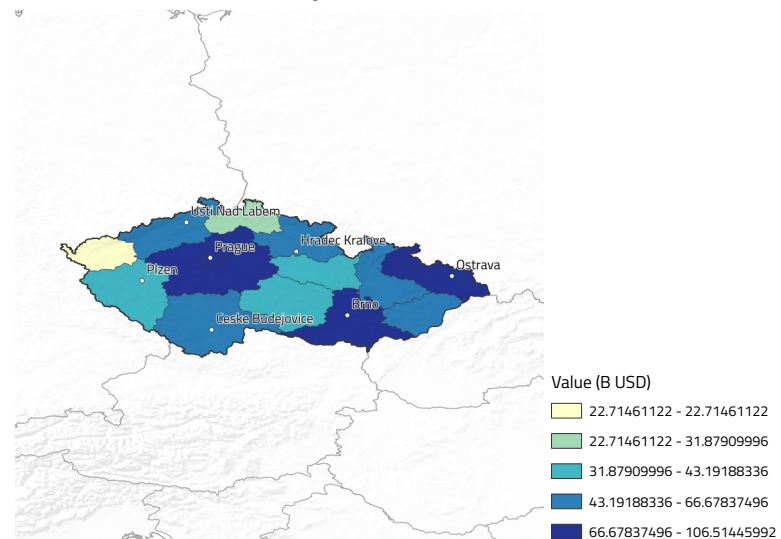 Usti Nad Labem
Hradec Kralove
Prague
Ostrava
Plzen
Brno
Ceske Budejovice
Value (B USD)
22.71461122 - 22.71461122
22.71461122 - 31.87909996
31.87909996 - 43.19188336
43.19188336 - 66.67837496
66.67837496 - 106.51445992